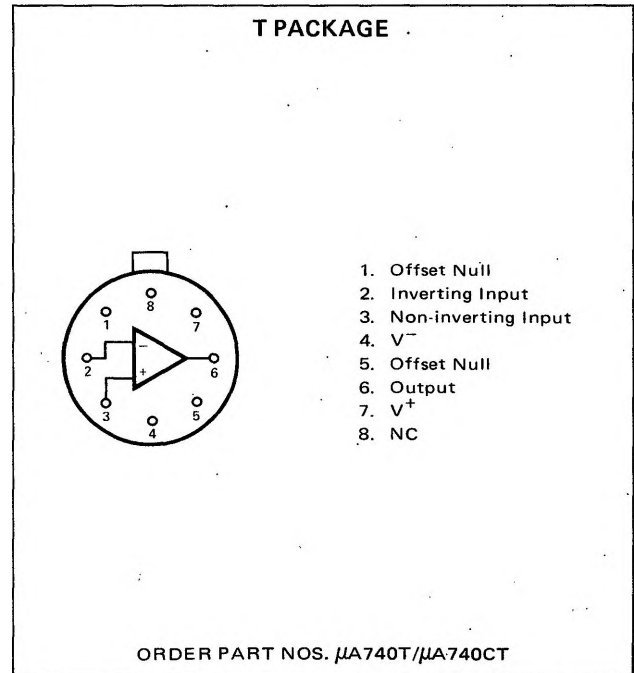 T PACKAGE
8
1
7
−
2
6
+
3
5
4
1. Offset Null
2. Inverting Input
3. Non-inverting Input
4. V⁻
5. Offset Null
6. Output
7. V⁺
8. NC
ORDER PART NOS. µA740T/µA740CT